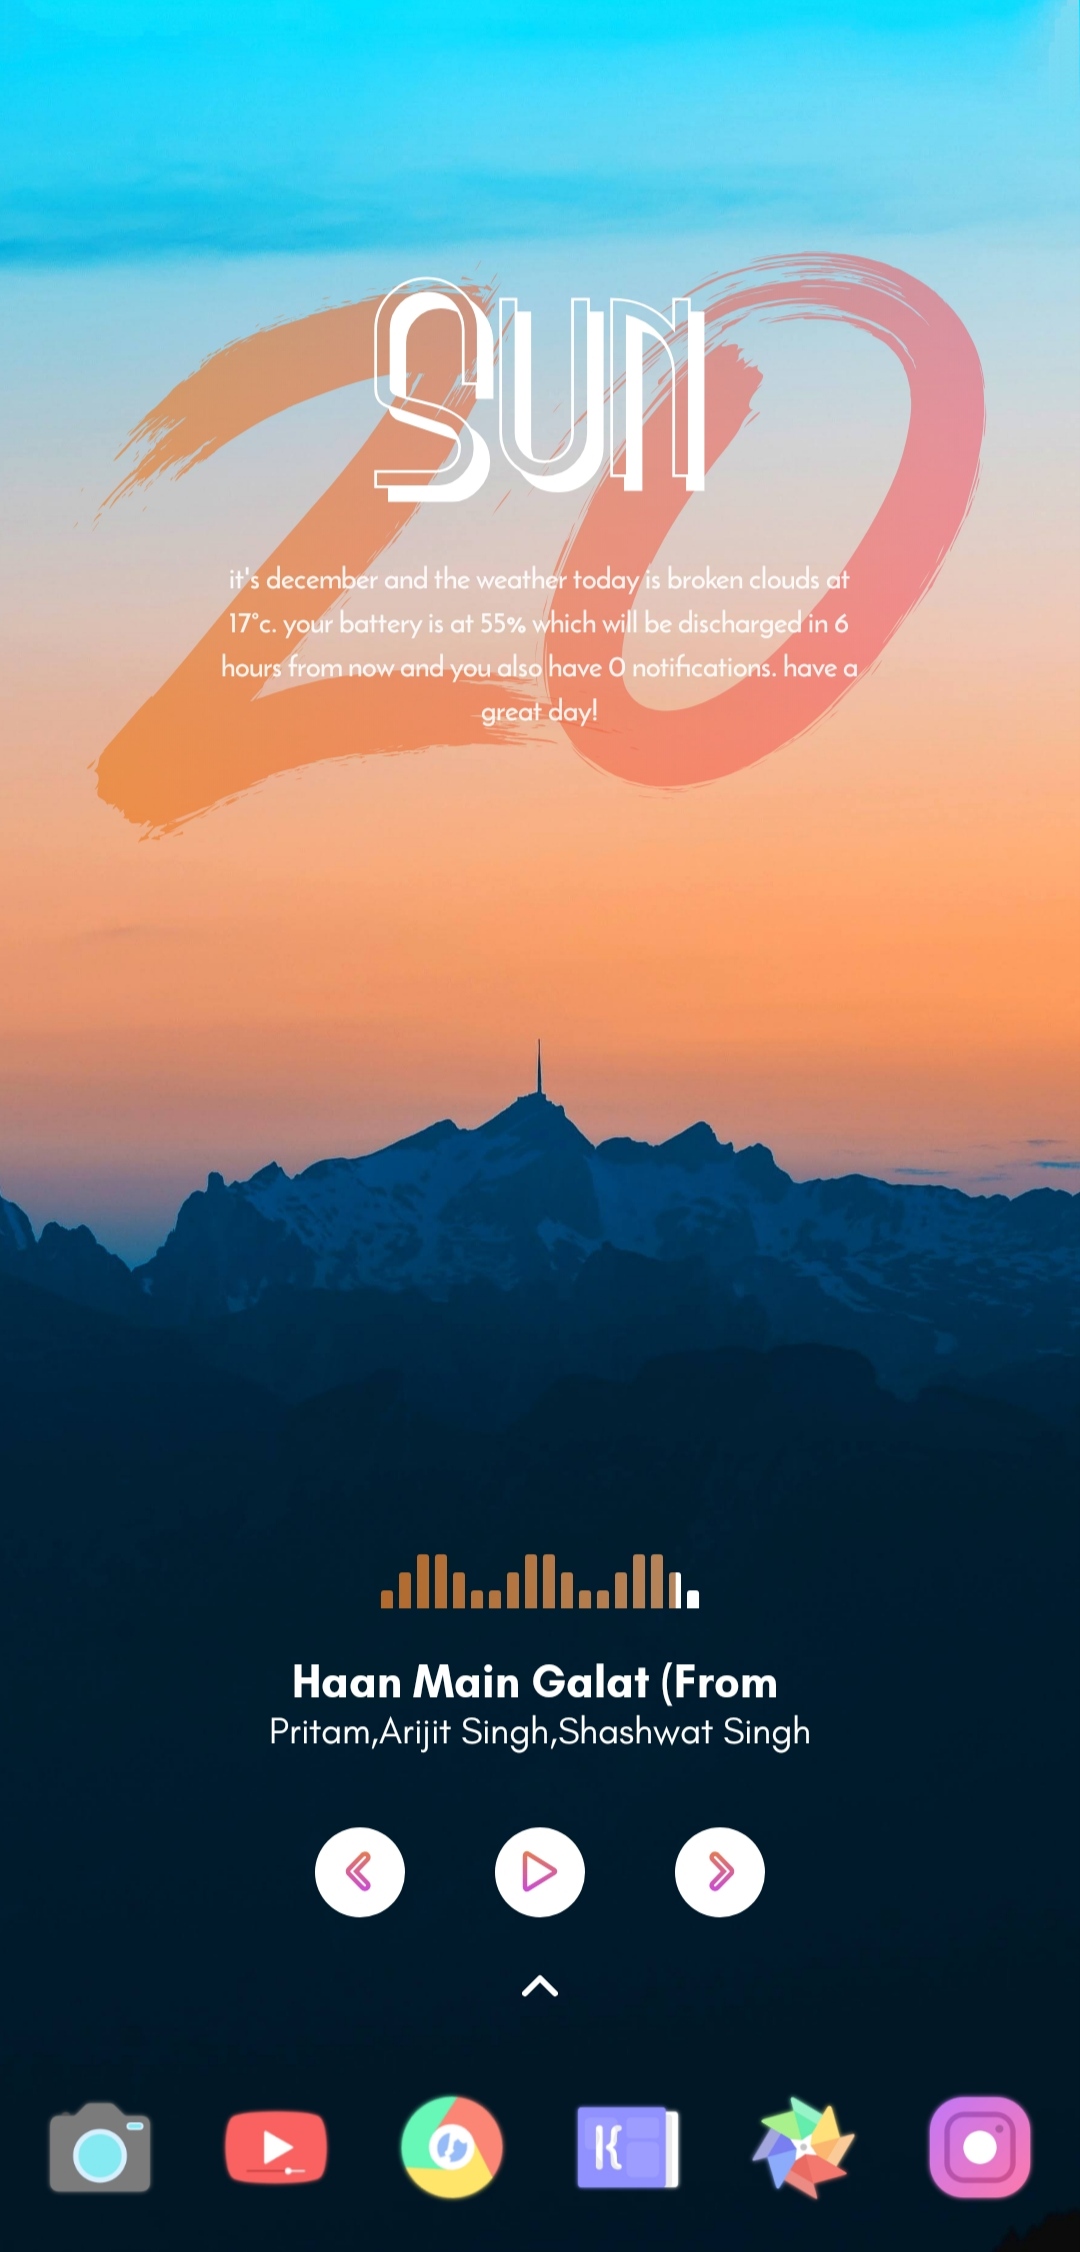 20
SUN
it's december and the weather today is broken clouds at
17°c. your battery is at 55% which will be discharged in 6
hours from now and you also have 0 notifications. have a
great day!
Haan Main Galat (From
Pritam,Arijit Singh,Shashwat Singh
K